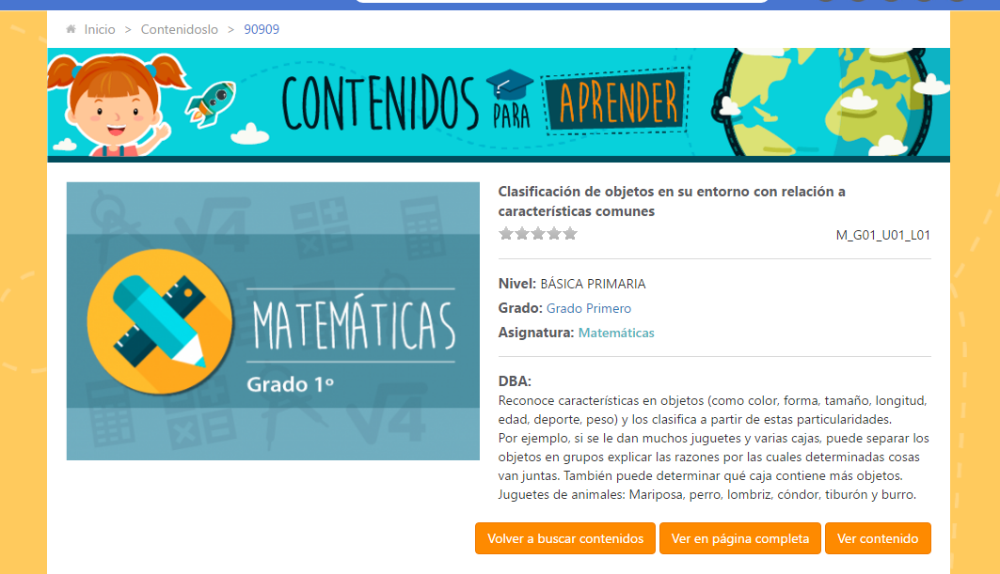 Inicio > Contenidoslo > 90909
CONTENIDOS PARA APRENDER
√4
MATEMÁTICAS
Grado 1º
√4
Clasificación de objetos en su entorno con relación a
características comunes
M_G01_U01_L01
Nivel: BÁSICA PRIMARIA
Grado: Grado Primero
Asignatura: Matemáticas
DBA:
Reconoce características en objetos (como color, forma, tamaño, longitud,
edad, deporte, peso) y los clasifica a partir de estas particularidades.
Por ejemplo, si se le dan muchos juguetes y varias cajas, puede separar los
objetos en grupos explicar las razones por las cuales determinadas cosas
van juntas. También puede determinar qué caja contiene más objetos.
Juguetes de animales: Mariposa, perro, lombriz, cóndor, tiburón y burro.
Volver a buscar contenidos Ver en página completa Ver contenido